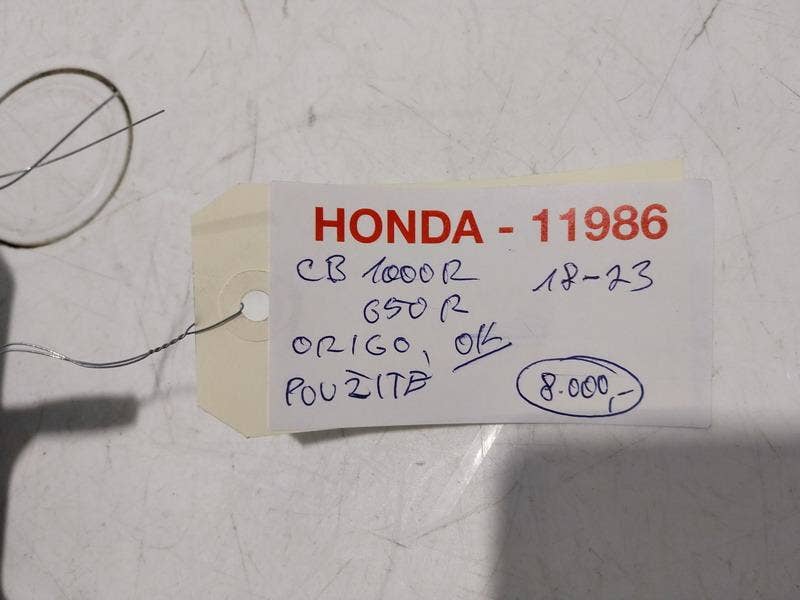 HONDA - 11986
CB 1000R 18-23
650R
ORIGO, OK
POUŽITÉ 8.000,-